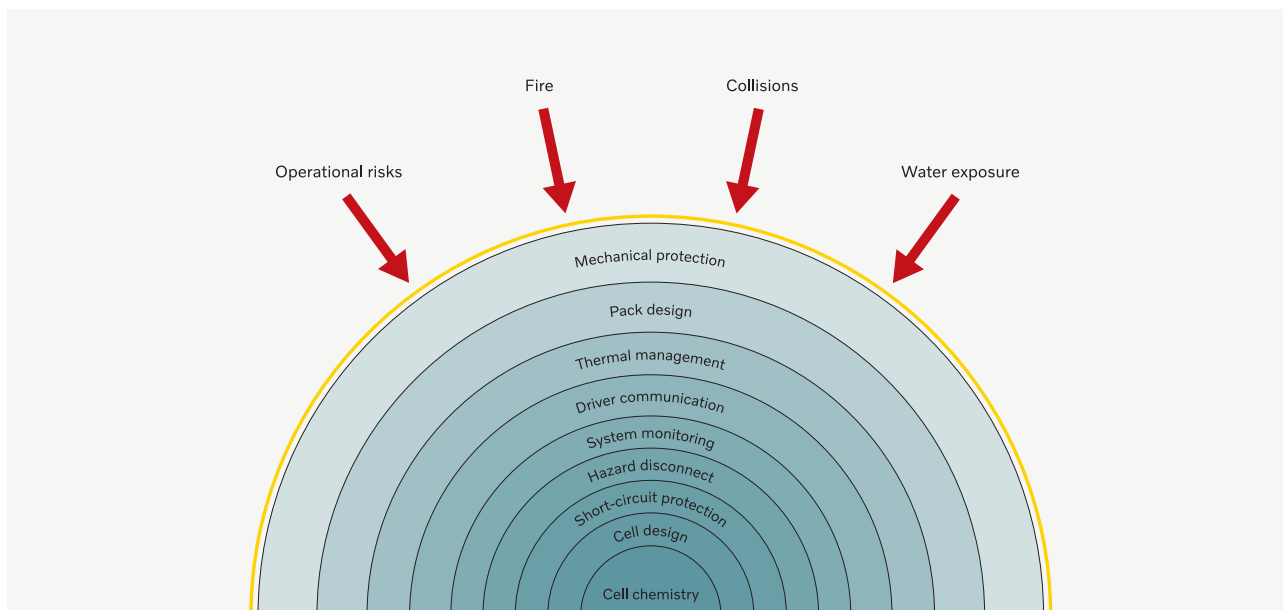 Fire
Collisions
Operational risks
Water exposure
Mechanical protection
Pack design
Thermal management
Driver communication
System monitoring
Hazard disconnect
Short-circuit protection
Cell design
Cell chemistry